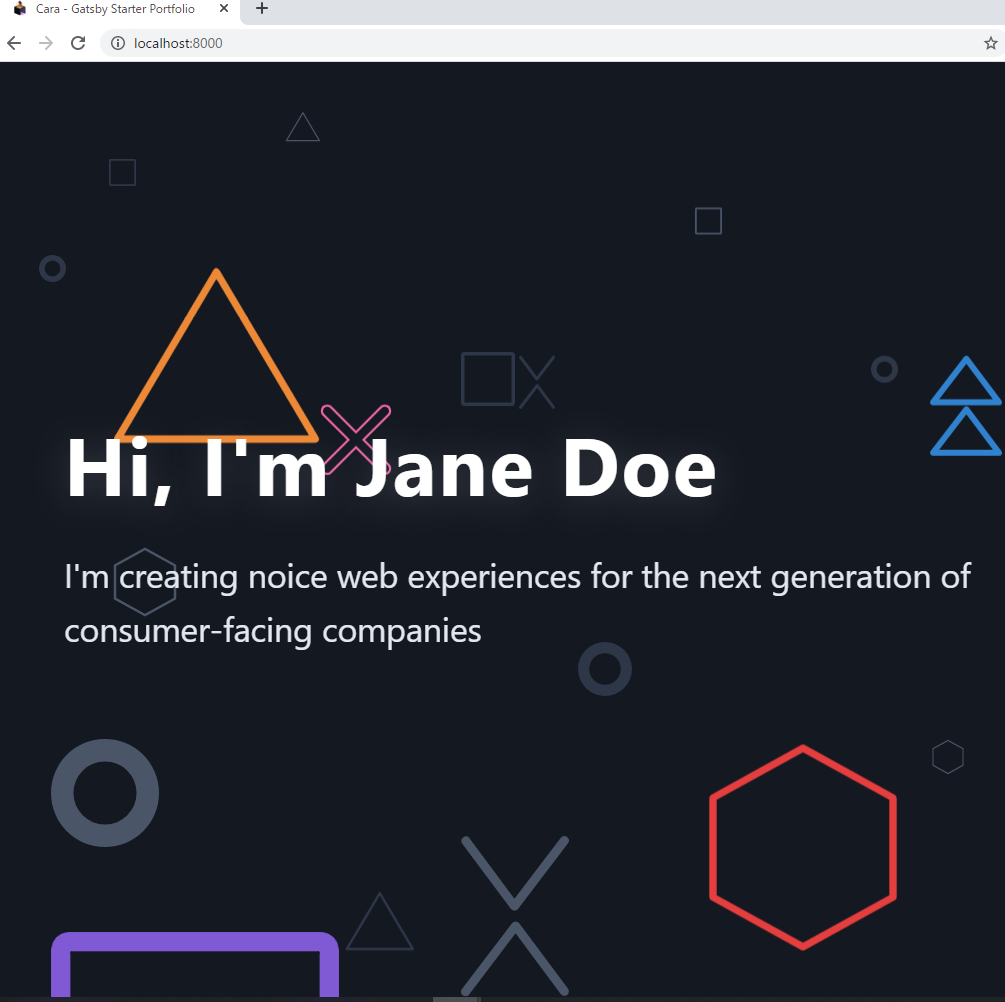 Cara - Gatsby Starter Portfolio
localhost:8000
Hi, I'm Jane Doe
I'm creating noice web experiences for the next generation of
consumer-facing companies